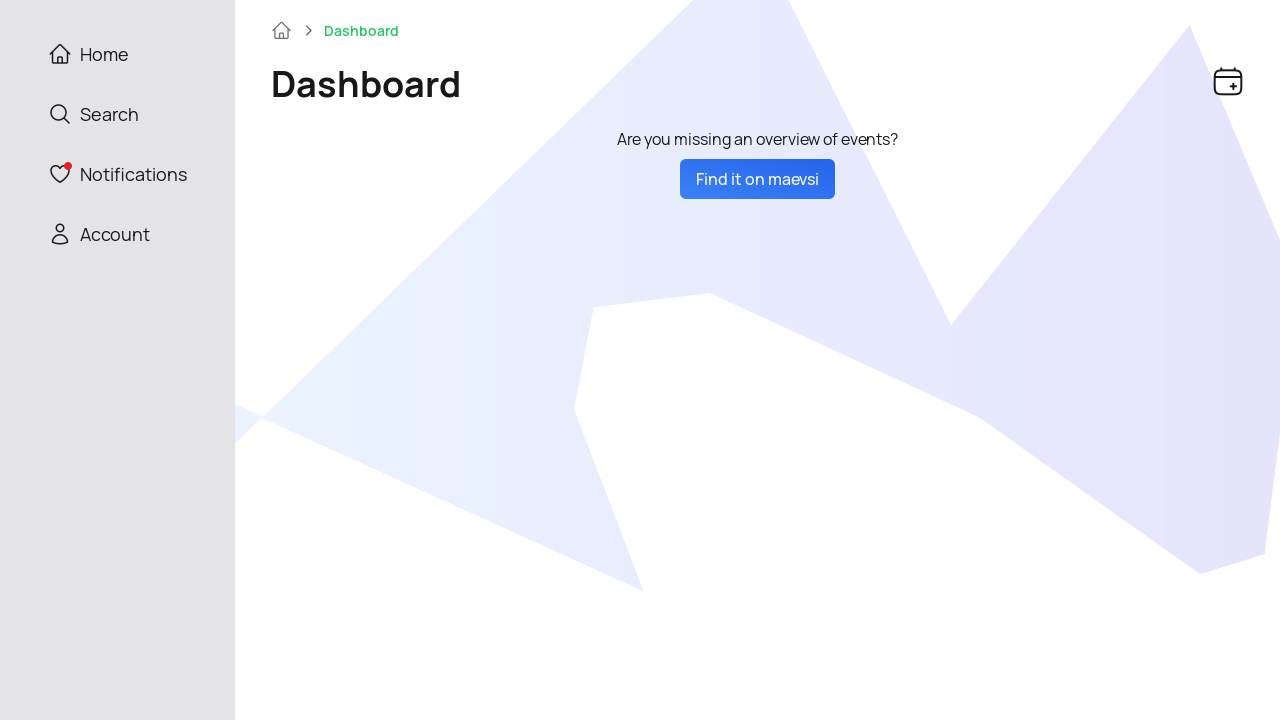 Home
Search
Notifications
Account
Dashboard
Dashboard
Are you missing an overview of events?
Find it on maevsi